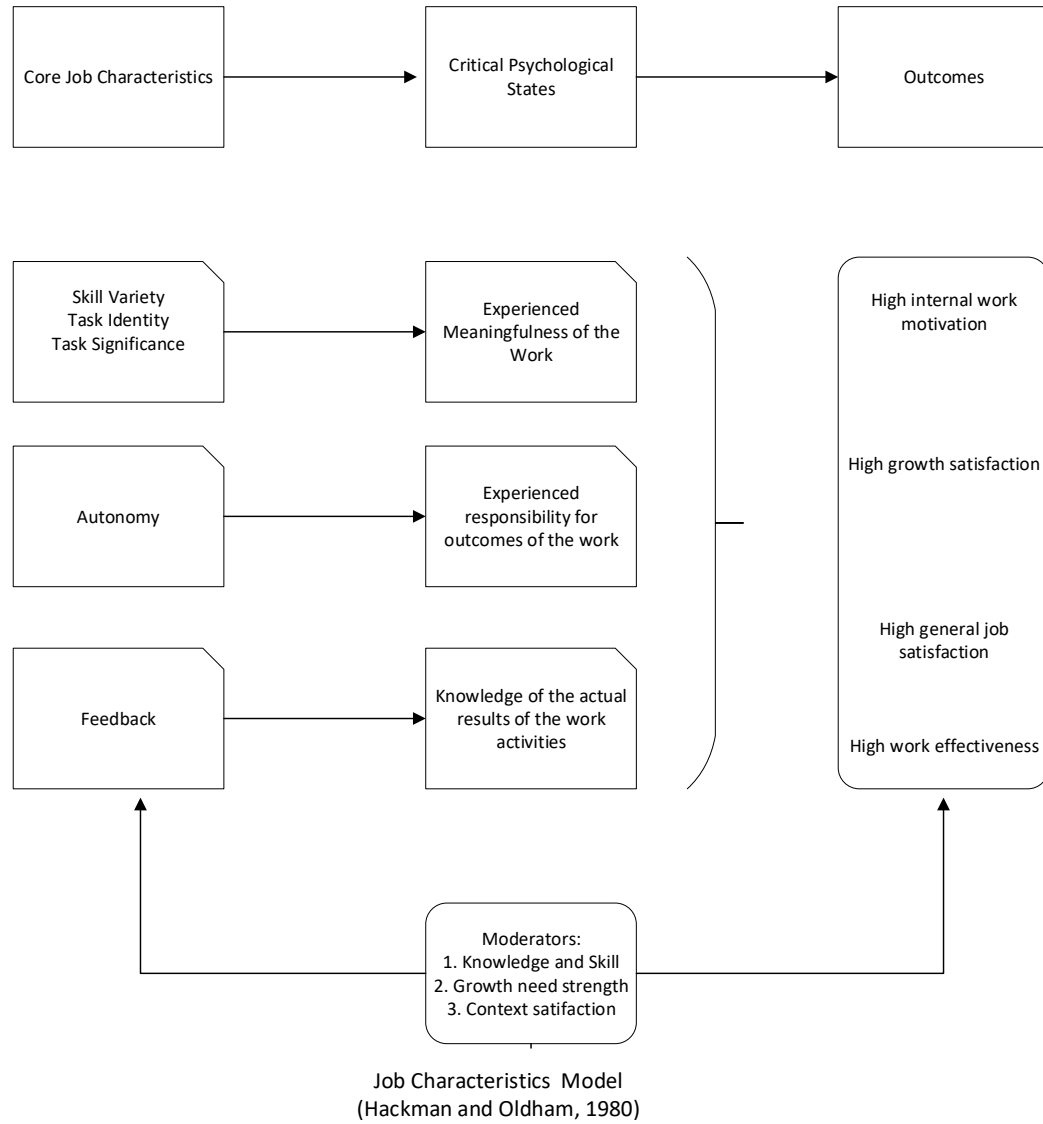 Core Job Characteristics
Critical Psychological
States
Outcomes
Skill Variety
Task Identity
Task Significance
Experienced
Meaningfulness of the
Work
High internal work
motivation
Autonomy
Experienced
responsibility for
outcomes of the work
High growth satisfaction
Feedback
Knowledge of the actual
results of the work
activities
High general job
satisfaction
High work effectiveness
Moderators:
1. Knowledge and Skill
2. Growth need strength
3. Context satifaction
Job Characteristics Model
(Hackman and Oldham, 1980)